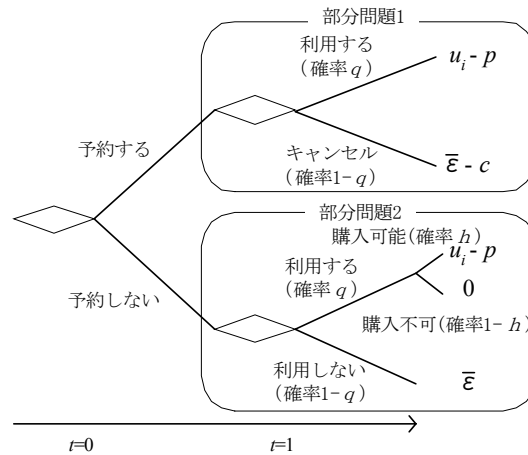 部分問題1
利用する
(確率 q)
u_i - p
予約する
キャンセル
(確率1- q)
ε̄ - c
部分問題2
購入可能(確率 h)
利用する
(確率 q)
u_i - p
0
予約しない
購入不可(確率1- h)
利用しない
(確率1- q)
ε̄
t=0
t=1